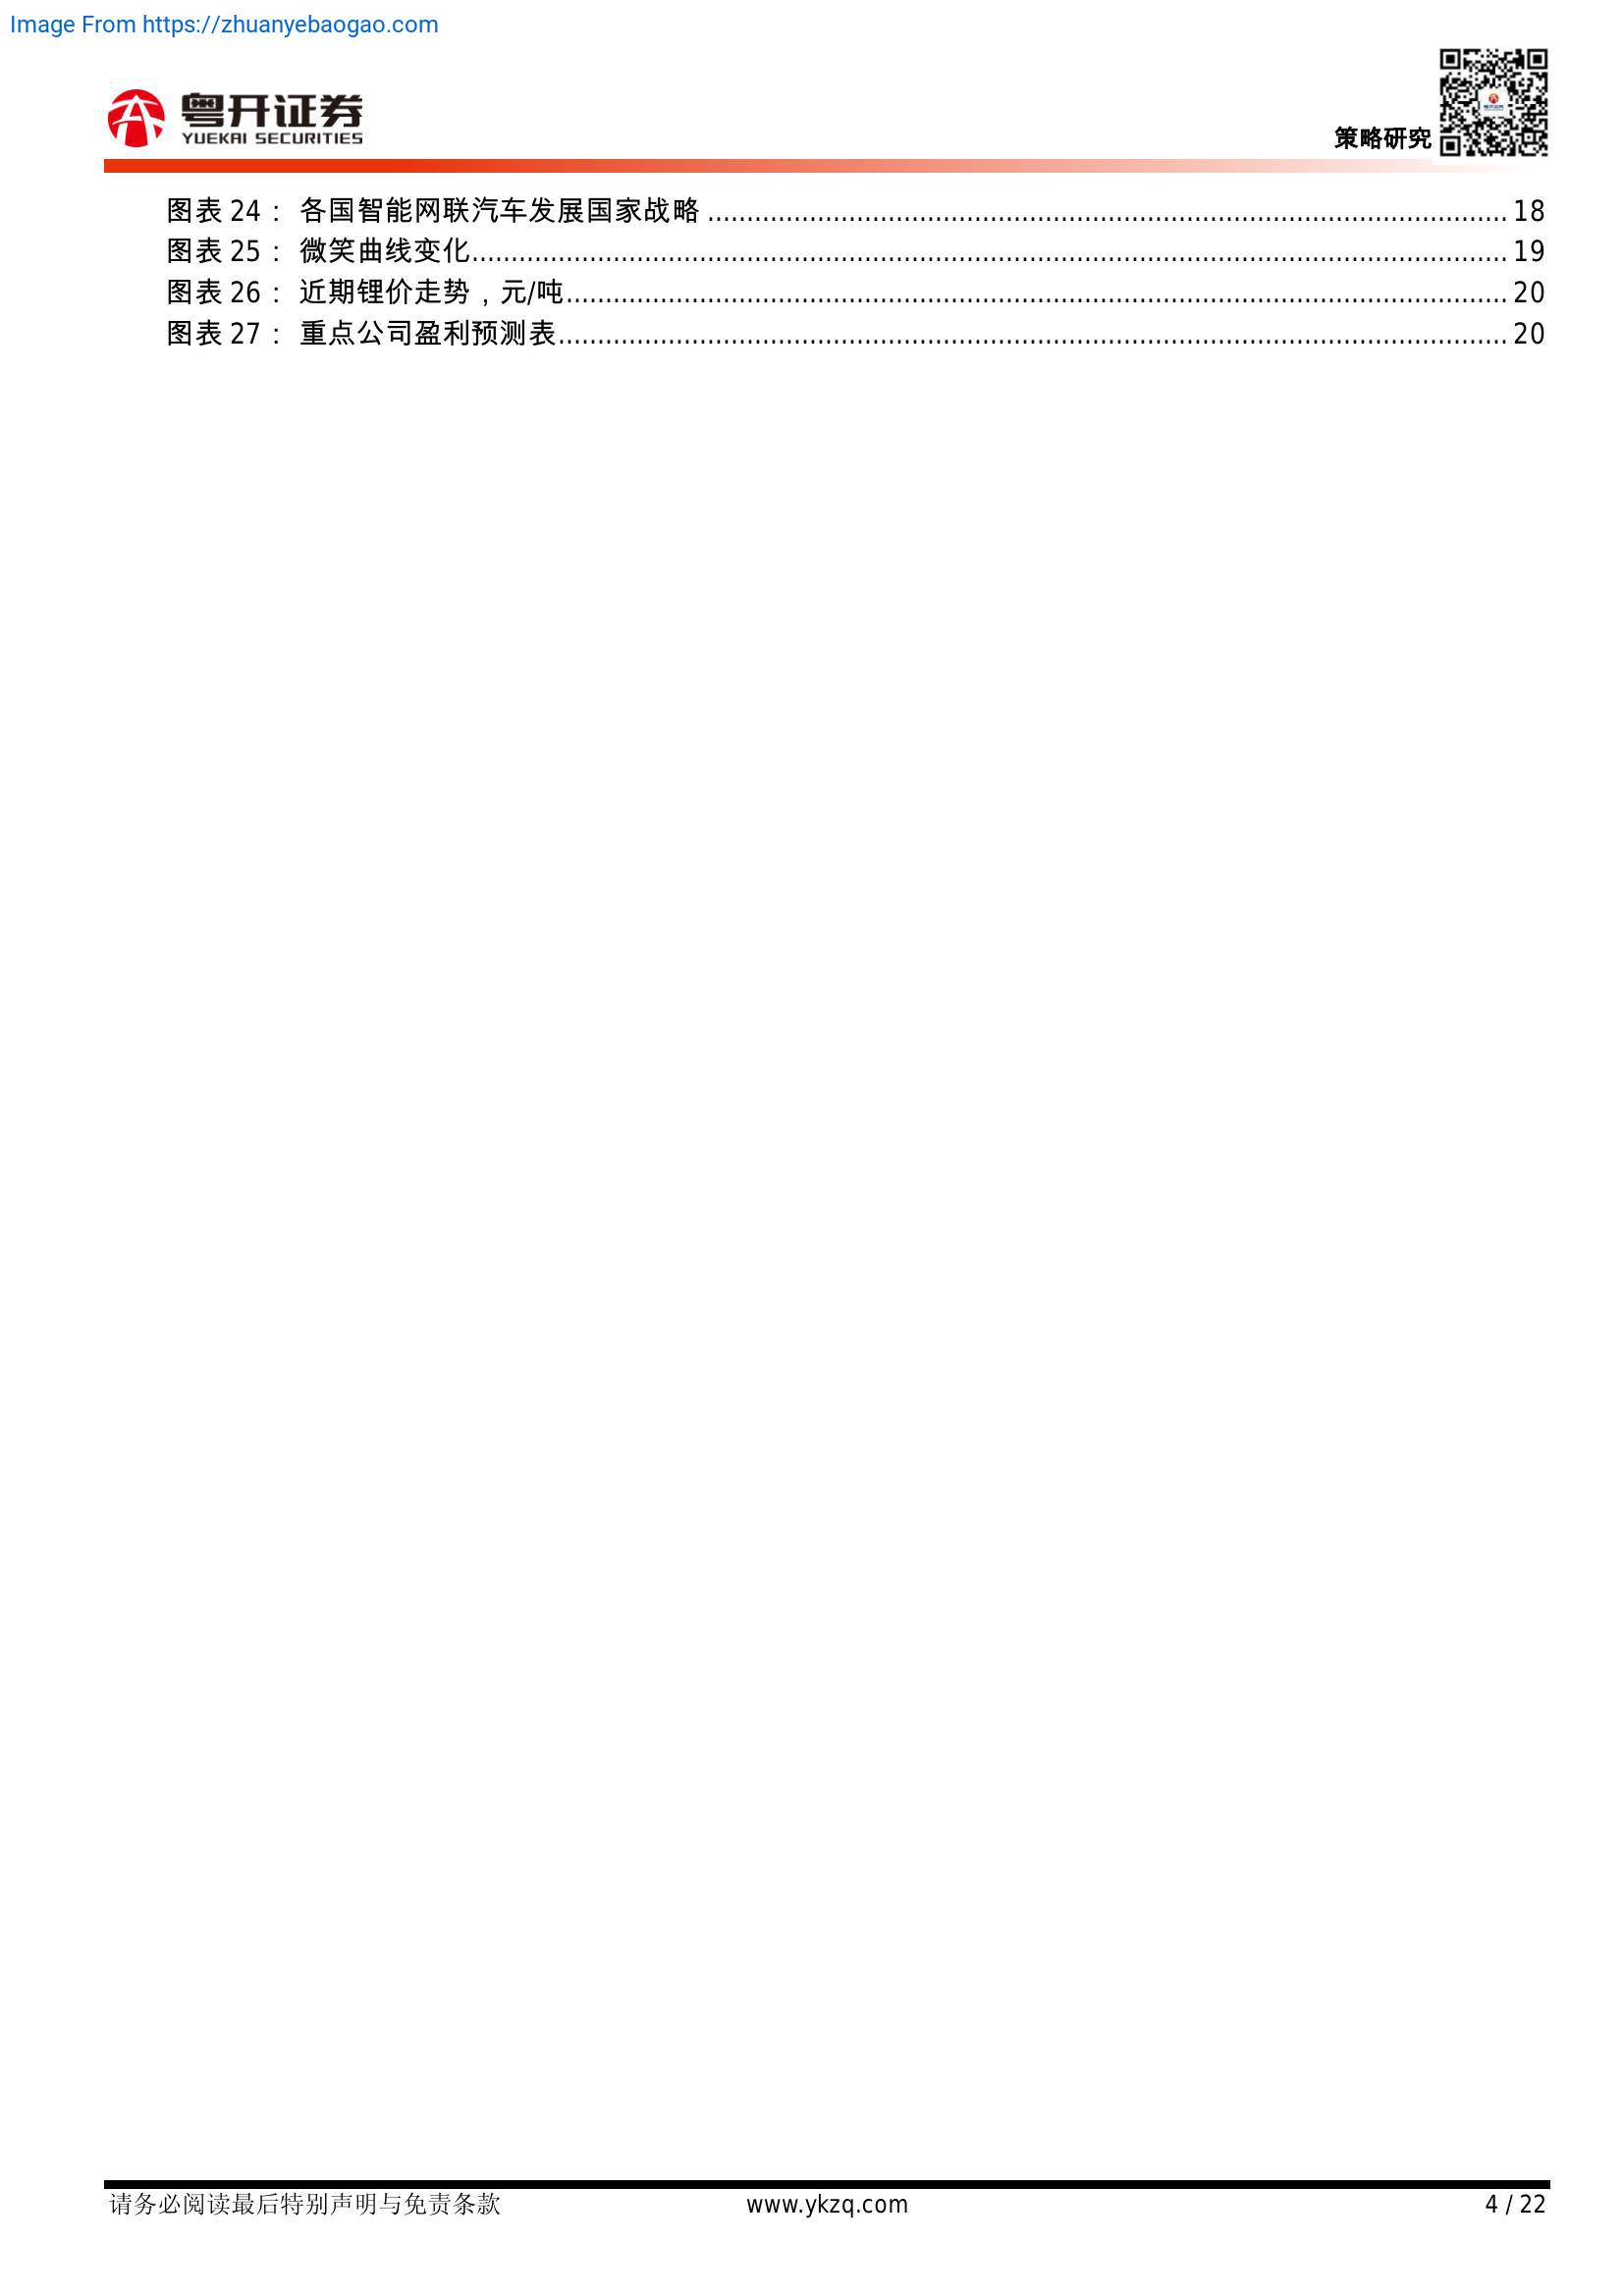 Image From https://zhuanyebaogao.com
粤开证券
YUEKAI SECURITIES
策略研究
图表 24： 各国智能网联汽车发展国家战略 ........................................................................................................ 18
图表 25： 微笑曲线变化........................................................................................................................................ 19
图表 26： 近期锂价走势，元/吨............................................................................................................................ 20
图表 27： 重点公司盈利预测表............................................................................................................................. 20
请务必阅读最后特别声明与免责条款
www.ykzq.com
4 / 22